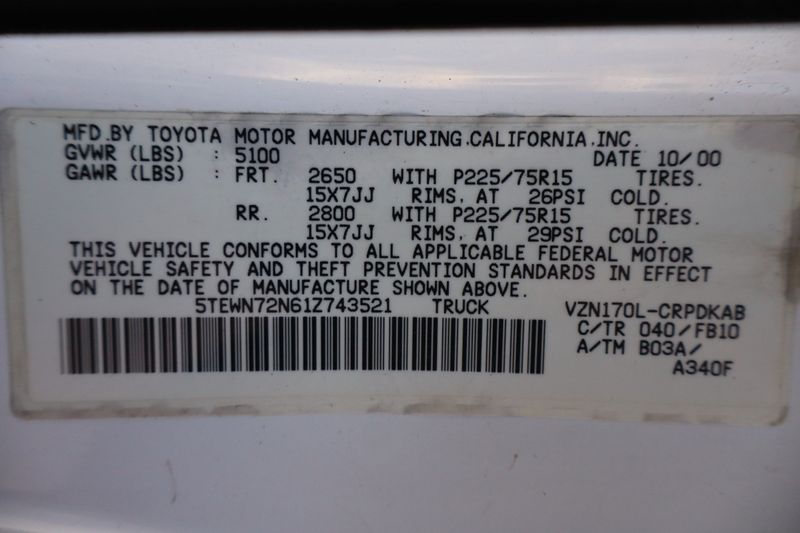 MFD.BY TOYOTA MOTOR MANUFACTURING,CALIFORNIA,INC.
GVWR (LBS) : 5100 DATE 10/00
GAWR (LBS) : FRT. 2650 WITH P225/75R15 TIRES.
15X7JJ RIMS, AT 26PSI COLD.
RR. 2800 WITH P225/75R15 TIRES.
15X7JJ RIMS, AT 29PSI COLD.
THIS VEHICLE CONFORMS TO ALL APPLICABLE FEDERAL MOTOR
VEHICLE SAFETY AND THEFT PREVENTION STANDARDS IN EFFECT
ON THE DATE OF MANUFACTURE SHOWN ABOVE.
5TEWN72N61Z743521 TRUCK VZN170L-CRPDKAB
C/TR 040/FB10
A/TM B03A/
A340F